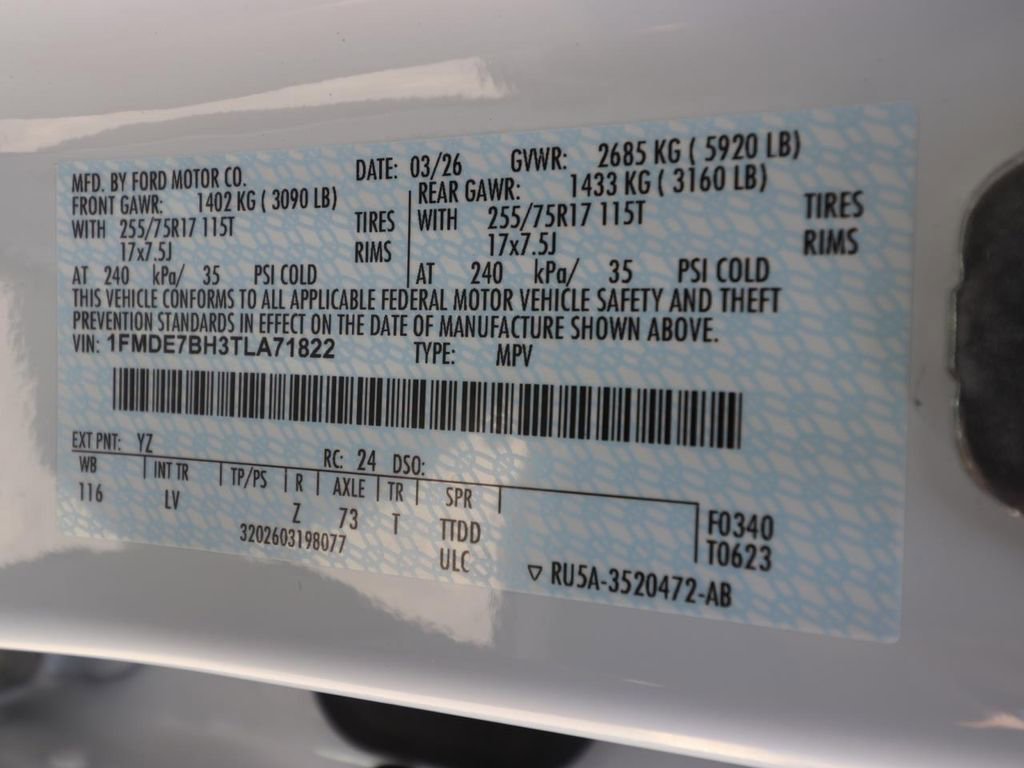 MFD. BY FORD MOTOR CO. DATE: 03/26 GVWR: 2685 KG ( 5920 LB)
FRONT GAWR: 1402 KG ( 3090 LB) REAR GAWR: 1433 KG ( 3160 LB)
WITH 255/75R17 115T TIRES WITH 255/75R17 115T TIRES
17x7.5J RIMS 17x7.5J RIMS
AT 240 kPa/ 35 PSI COLD AT 240 kPa/ 35 PSI COLD
THIS VEHICLE CONFORMS TO ALL APPLICABLE FEDERAL MOTOR VEHICLE SAFETY AND THEFT
PREVENTION STANDARDS IN EFFECT ON THE DATE OF MANUFACTURE SHOWN ABOVE.
VIN: 1FMDE7BH3TLA71822 TYPE: MPV
EXT PNT: YZ RC: 24 DSO:
WB INT TR TP/PS R AXLE TR SPR
116 LV Z 73 T TTDD F0340
3202603198077 ULC T0623
▽ RU5A-3520472-AB